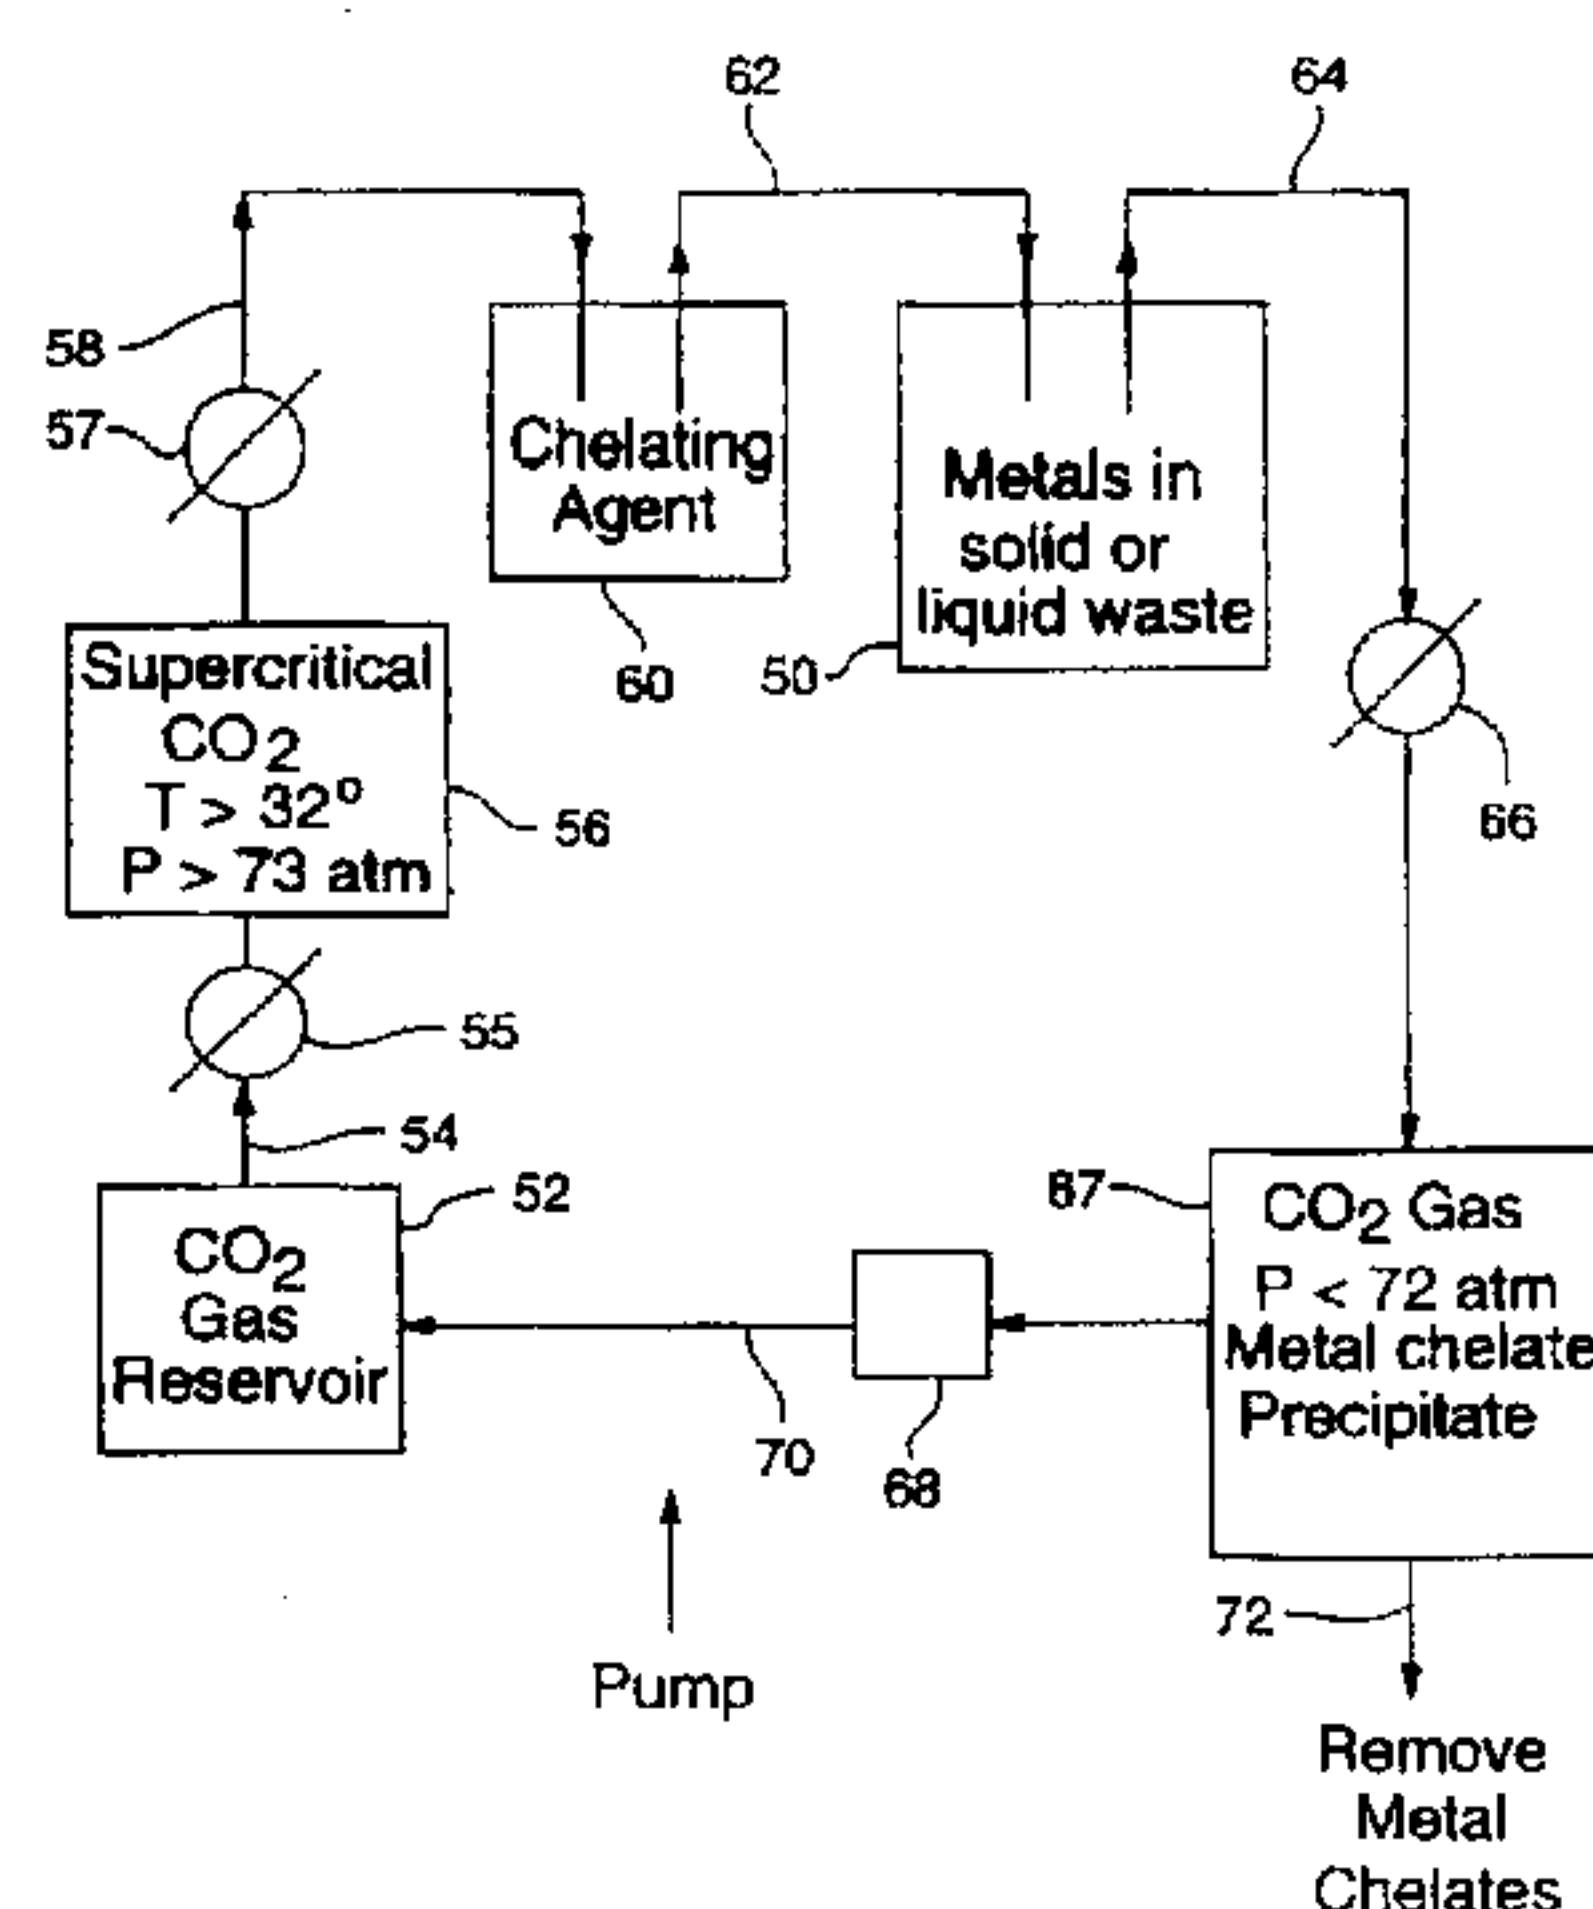 62
64
58
57
Chelating
Agent
Metals in
solid or
liquid waste
60
50
Supercritical
CO2
T > 32°
P > 73 atm
56
66
55
54
52
CO2
Gas
Reservoir
67
CO2 Gas
P < 72 atm
Metal chelate
Precipitate
70
68
Pump
72
Remove
Metal
Chelates